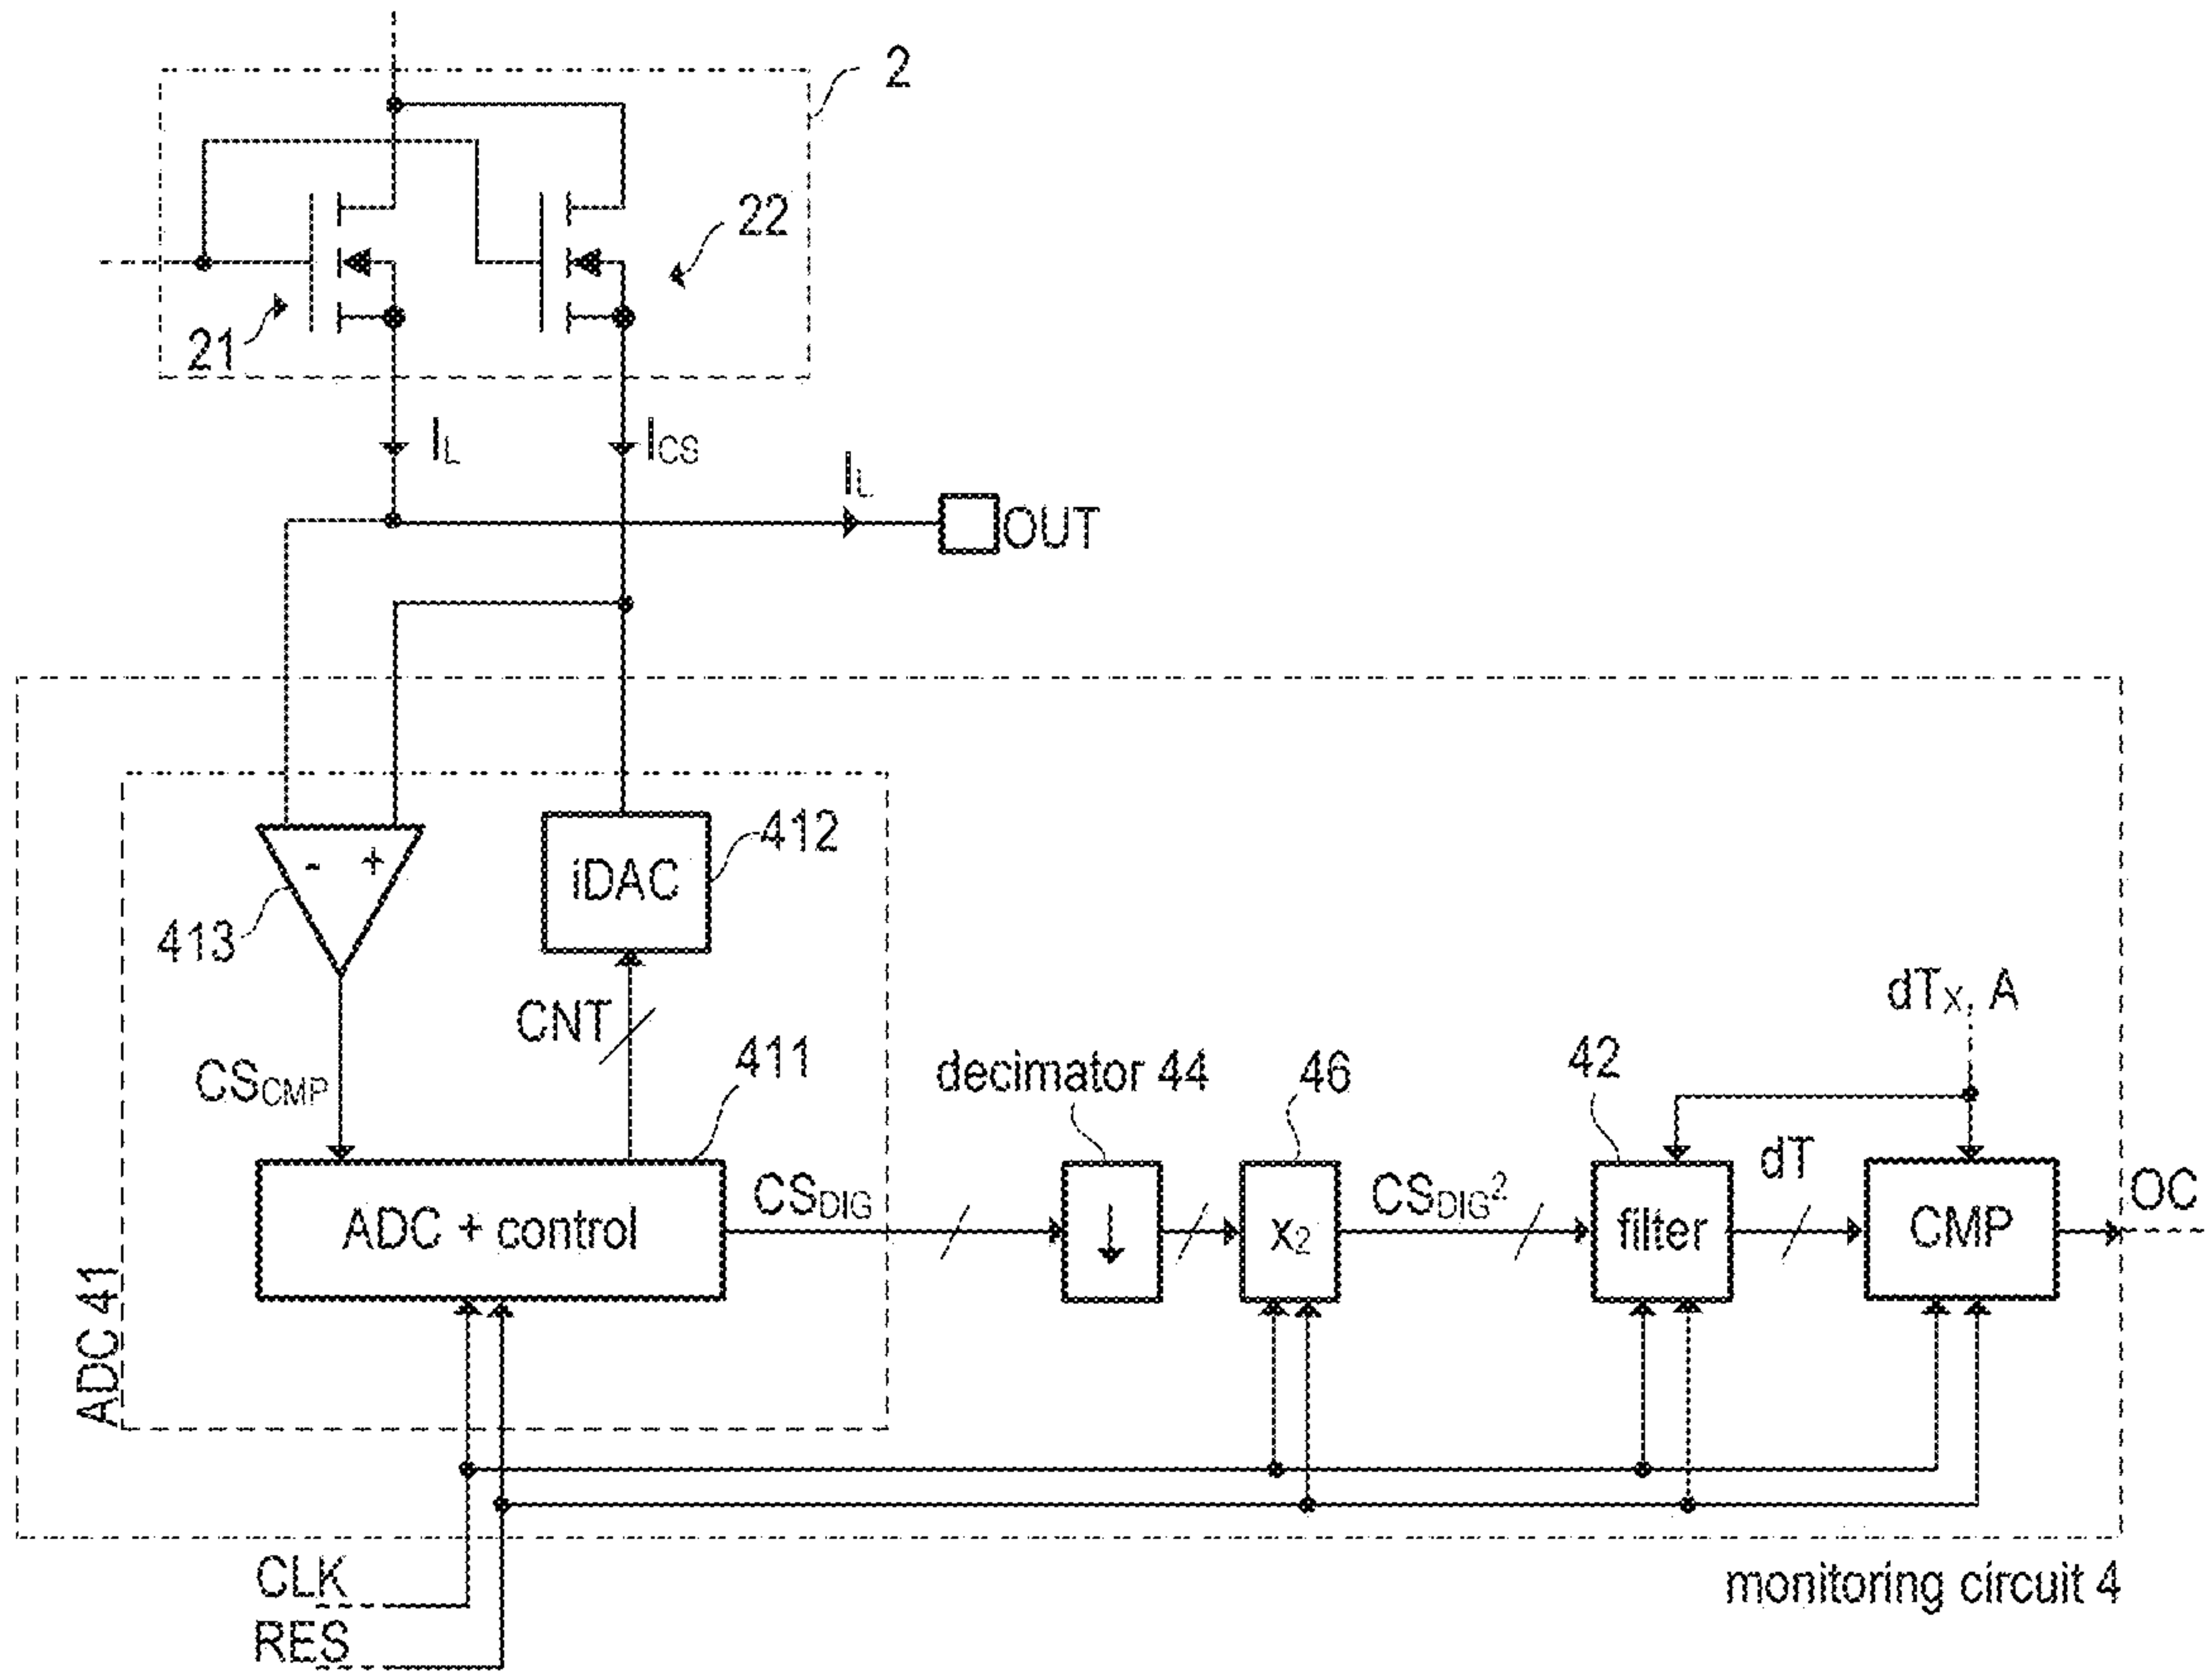 2
22
21
IL
ICS
IL
OUT
- +
413
iDAC
412
CNT
CSCMP
411
ADC + control
ADC 41
CSDIG
decimator 44
↓
46
x2
CSDIG²
42
filter
dT
dTX, A
CMP
OC
CLK
RES
monitoring circuit 4